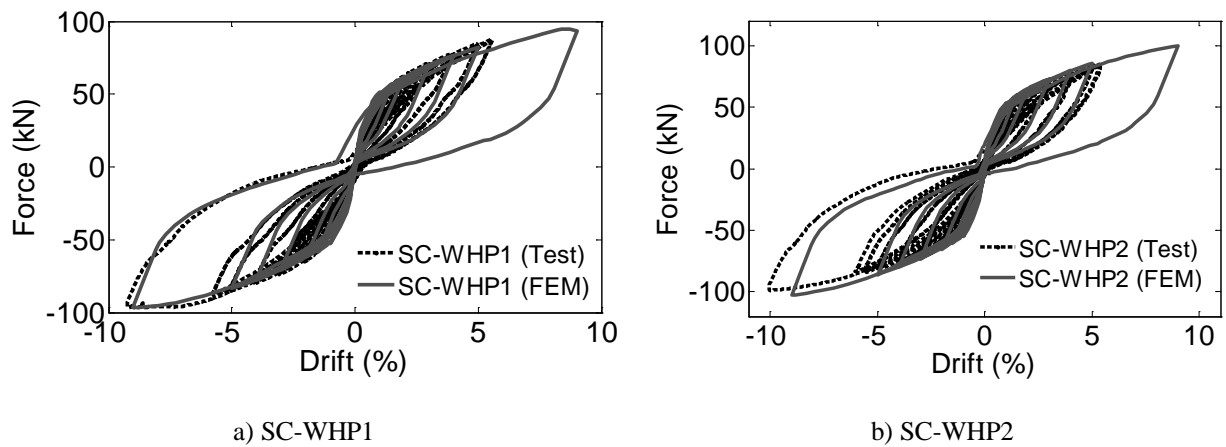 100
50
0
-50
-100
Force (kN)
-10
-5
0
5
10
Drift (%)
SC-WHP1 (Test)
SC-WHP1 (FEM)
a) SC-WHP1
100
50
0
-50
-100
Force (kN)
-10
-5
0
5
10
Drift (%)
SC-WHP2 (Test)
SC-WHP2 (FEM)
b) SC-WHP2